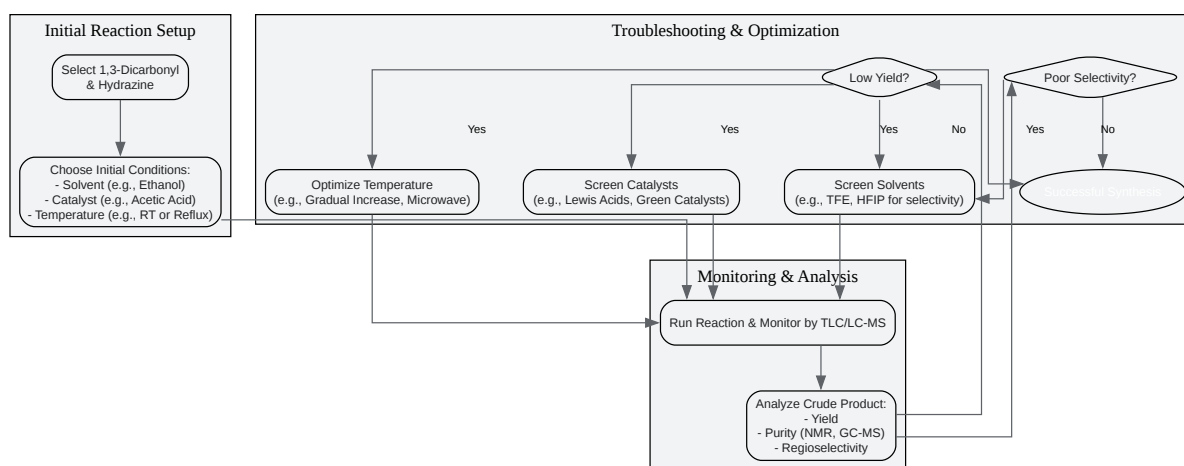 Initial Reaction Setup
Select 1,3-Dicarbonyl
& Hydrazine
Choose Initial Conditions:
- Solvent (e.g., Ethanol)
- Catalyst (e.g., Acetic Acid)
- Temperature (e.g., RT or Reflux)
Troubleshooting & Optimization
Low Yield?
Poor Selectivity?
Yes
Yes
Yes
No
Yes
No
Optimize Temperature
(e.g., Gradual Increase, Microwave)
Screen Catalysts
(e.g., Lewis Acids, Green Catalysts)
Screen Solvents
(e.g., TFE, HFIP for selectivity)
Successful Synthesis
Monitoring & Analysis
Run Reaction & Monitor by TLC/LC-MS
Analyze Crude Product:
- Yield
- Purity (NMR, GC-MS)
- Regioselectivity